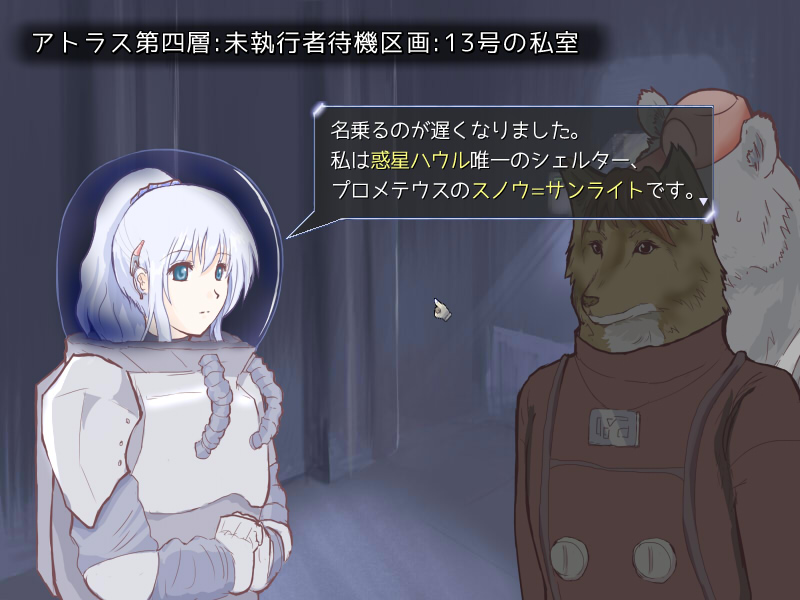 アトラス第四層:未執行者待機区画:13号の私室
名乗るのが遅くなりました。
私は惑星ハウル唯一のシェルター、
プロメテウスのスノウ=サンライトです。